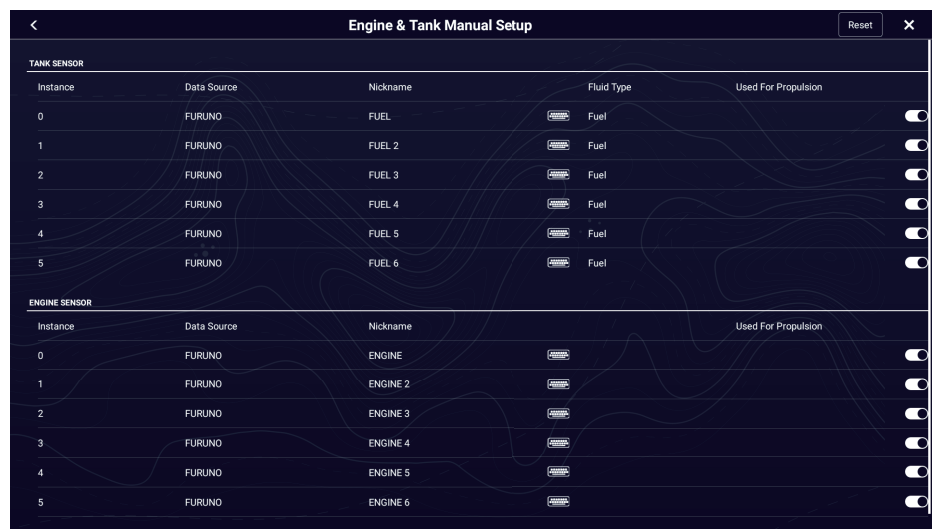 Engine & Tank Manual Setup Reset
TANK SENSOR
Instance Data Source Nickname Fluid Type Used For Propulsion
0 FURUNO FUEL Fuel
1 FURUNO FUEL 2 Fuel
2 FURUNO FUEL 3 Fuel
3 FURUNO FUEL 4 Fuel
4 FURUNO FUEL 5 Fuel
5 FURUNO FUEL 6 Fuel
ENGINE SENSOR
Instance Data Source Nickname Used For Propulsion
0 FURUNO ENGINE
1 FURUNO ENGINE 2
2 FURUNO ENGINE 3
3 FURUNO ENGINE 4
4 FURUNO ENGINE 5
5 FURUNO ENGINE 6